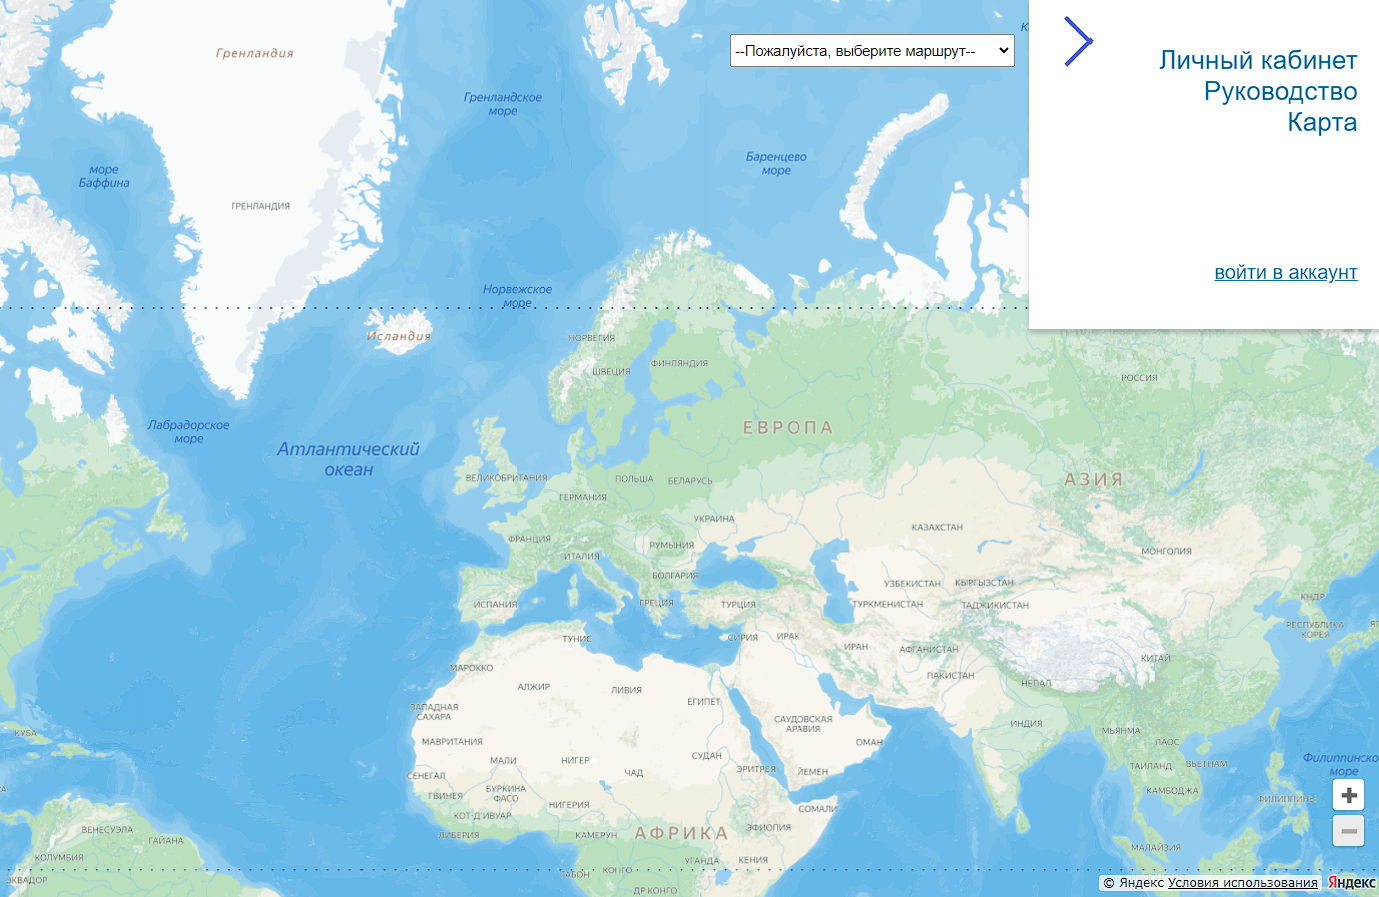 --Пожалуйста, выберите маршрут--
Личный кабинет
Руководство
Карта
войти в аккаунт
Гренландия
Гренландское
море
Баренцево
море
море
Баффина
ГРЕНЛАНДИЯ
Норвежское
море
Исландия
НОРВЕГИЯ
ШВЕЦИЯ
ФИНЛЯНДИЯ
РОССИЯ
Лабрадорское
море
Атлантический
океан
ЕВРОПА
АЗИЯ
ВЕЛИКОБРИТАНИЯ
ПОЛЬША
БЕЛАРУСЬ
ГЕРМАНИЯ
УКРАИНА
КАЗАХСТАН
ФРАНЦИЯ
РУМЫНИЯ
МОНГОЛИЯ
ИТАЛИЯ
БОЛГАРИЯ
УЗБЕКИСТАН
КЫРГЫЗСТАН
ИСПАНИЯ
ГРЕЦИЯ
ТУРЦИЯ
ТУРКМЕНИСТАН
ТАДЖИКИСТАН
КНДР
РЕСПУБЛИКА
КОРЕЯ
ЯП
ТУНИС
СИРИЯ
ИРАК
ИРАН
АФГАНИСТАН
КИТАЙ
МАРОККО
ПАКИСТАН
НЕПАЛ
АЛЖИР
ЛИВИЯ
ЕГИПЕТ
ЗАПАДНАЯ
САХАРА
САУДОВСКАЯ
АРАВИЯ
ИНДИЯ
МЬЯНМА
КУБА
МАВРИТАНИЯ
ОМАН
ЛАОС
МАЛИ
НИГЕР
ЧАД
СУДАН
ЭРИТРЕЯ
ЙЕМЕН
ТАИЛАНД
ВЬЕТНАМ
Филиппинско
море
СЕНЕГАЛ
ГВИНЕЯ
БУРКИНА
ФАСО
НИГЕРИЯ
СОМАЛИ
КАМБОДЖА
ФИЛИППИНЫ
КОТ-Д'ИВУАР
ЛИБЕРИЯ
КАМЕРУН
АФРИКА
ЭФИОПИЯ
ВЕНЕСУЭЛА
ГАЙАНА
МАЛАЙЗИЯ
КОЛУМБИЯ
УГАНДА
КЕНИЯ
ЭКВАДОР
ГАБОН
КОНГО
ДР КОНГО
© Яндекс Условия использования Яндекс